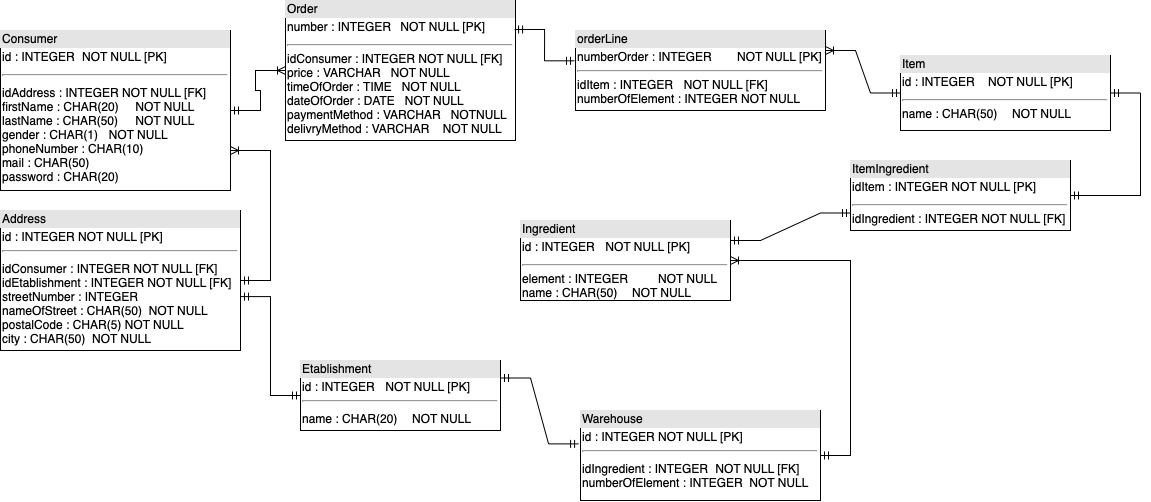 Order
number : INTEGER NOT NULL [PK]
idConsumer : INTEGER NOT NULL [FK]
price : VARCHAR NOT NULL
timeOfOrder : TIME NOT NULL
dateOfOrder : DATE NOT NULL
paymentMethod : VARCHAR NOTNULL
delivryMethod : VARCHAR NOT NULL
Consumer
id : INTEGER NOT NULL [PK]
idAddress : INTEGER NOT NULL [FK]
firstName : CHAR(20) NOT NULL
lastName : CHAR(50) NOT NULL
gender : CHAR(1) NOT NULL
phoneNumber : CHAR(10)
mail : CHAR(50)
password : CHAR(20)
orderLine
numberOrder : INTEGER NOT NULL [PK]
idItem : INTEGER NOT NULL [FK]
numberOfElement : INTEGER NOT NULL
Item
id : INTEGER NOT NULL [PK]
name : CHAR(50) NOT NULL
ItemIngredient
idItem : INTEGER NOT NULL [PK]
idIngredient : INTEGER NOT NULL [FK]
Address
id : INTEGER NOT NULL [PK]
idConsumer : INTEGER NOT NULL [FK]
idEtablishment : INTEGER NOT NULL [FK]
streetNumber : INTEGER
nameOfStreet : CHAR(50) NOT NULL
postalCode : CHAR(5) NOT NULL
city : CHAR(50) NOT NULL
Ingredient
id : INTEGER NOT NULL [PK]
element : INTEGER NOT NULL
name : CHAR(50) NOT NULL
Etablishment
id : INTEGER NOT NULL [PK]
name : CHAR(20) NOT NULL
Warehouse
id : INTEGER NOT NULL [PK]
idIngredient : INTEGER NOT NULL [FK]
numberOfElement : INTEGER NOT NULL